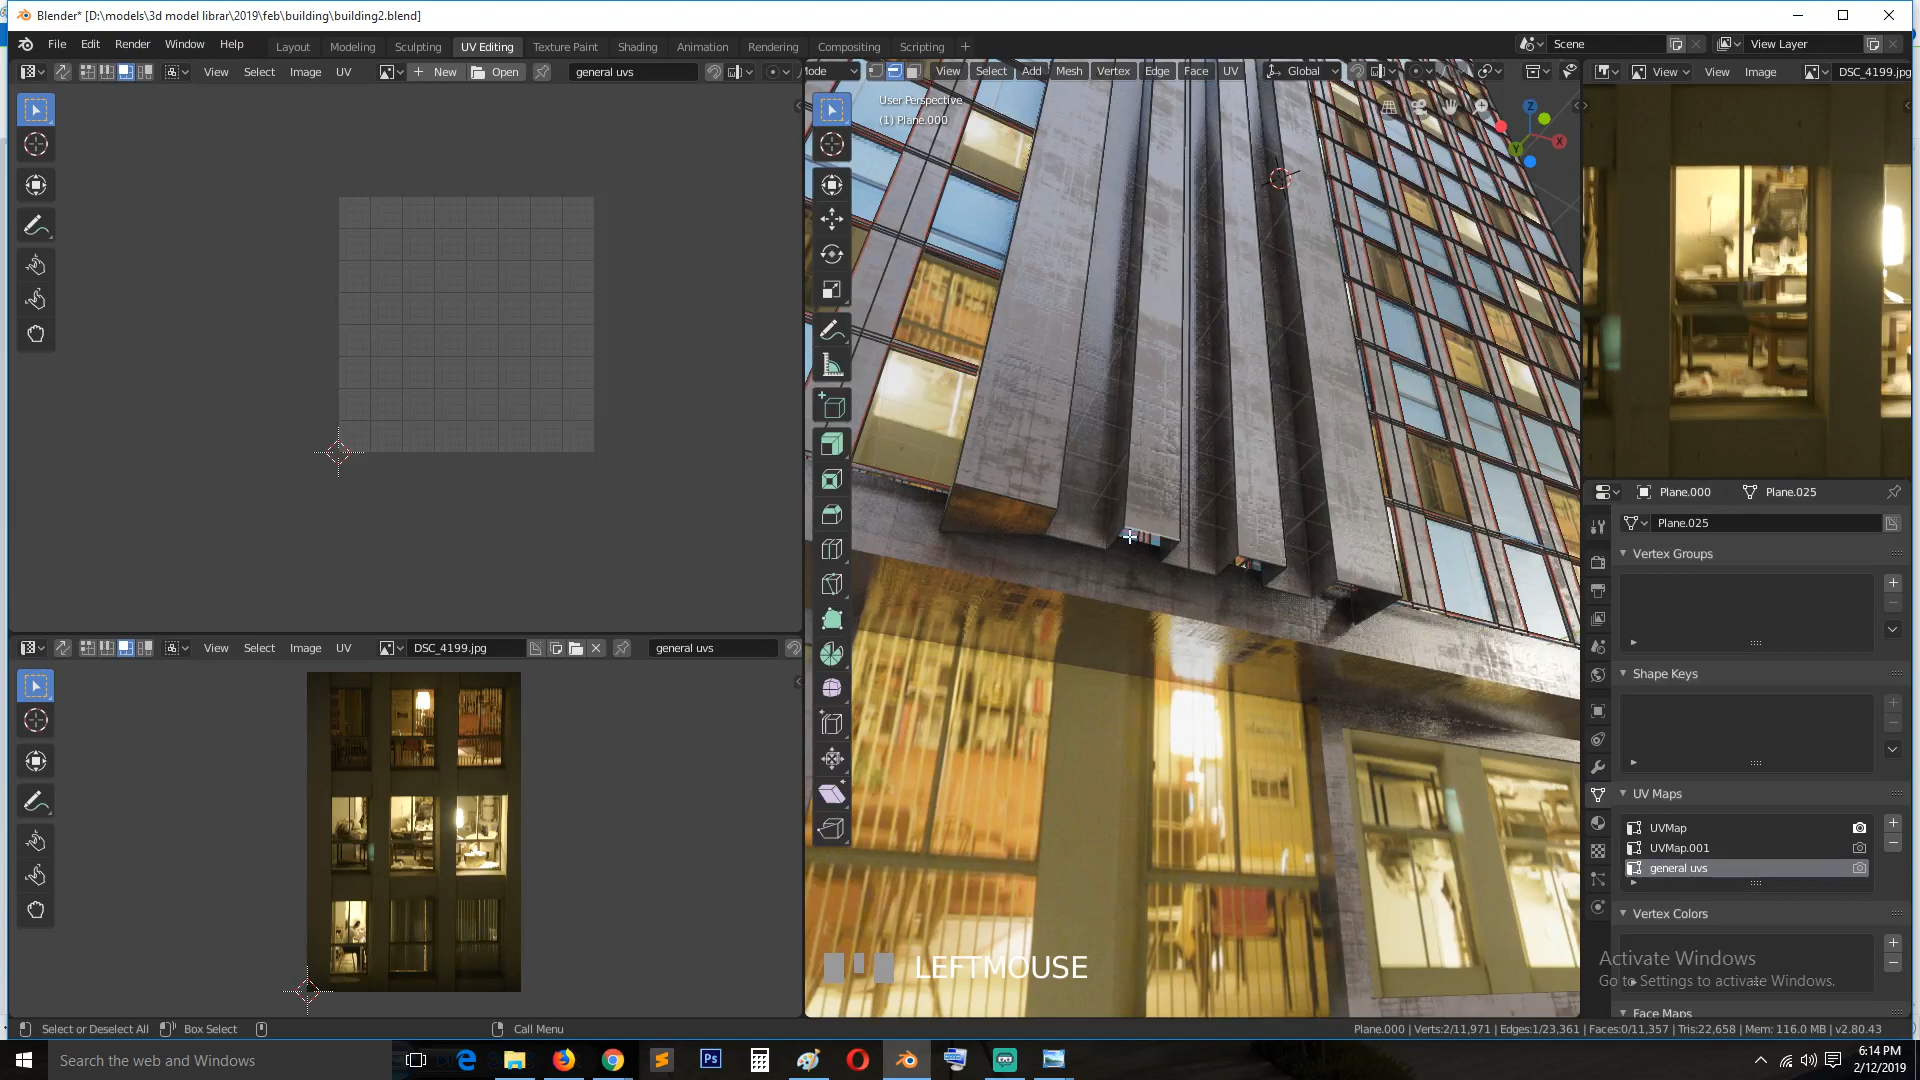 Blender* [D:\models\3d model librar\2019\feb\building\building2.blend]
File Edit Render Window Help Layout Modeling Sculpting UV Editing Texture Paint Shading Animation Rendering Compositing Scripting Scene View Layer
View Select Image UV New Open general uvs
ode View Select Add Mesh Vertex Edge Face UV Global
View View Image DSC_4199.jpg
User Perspective
(1) Plane.000
Z
X
Y
Plane.000 Plane.025
Plane.025
Vertex Groups
Shape Keys
UV Maps
UVMap
UVMap.001
general uvs
Vertex Colors
Face Maps
View Select Image UV DSC_4199.jpg general uvs
LEFTMOUSE
Activate Windows
Go to Settings to activate Windows.
Select or Deselect All Box Select Call Menu
Plane.000 | Verts:2/11,971 | Edges:1/23,361 | Faces:0/11,357 | Tris:22,658 | Mem: 116.0 MB | v2.80.43
Search the web and Windows
Ps
6:14 PM
2/12/2019